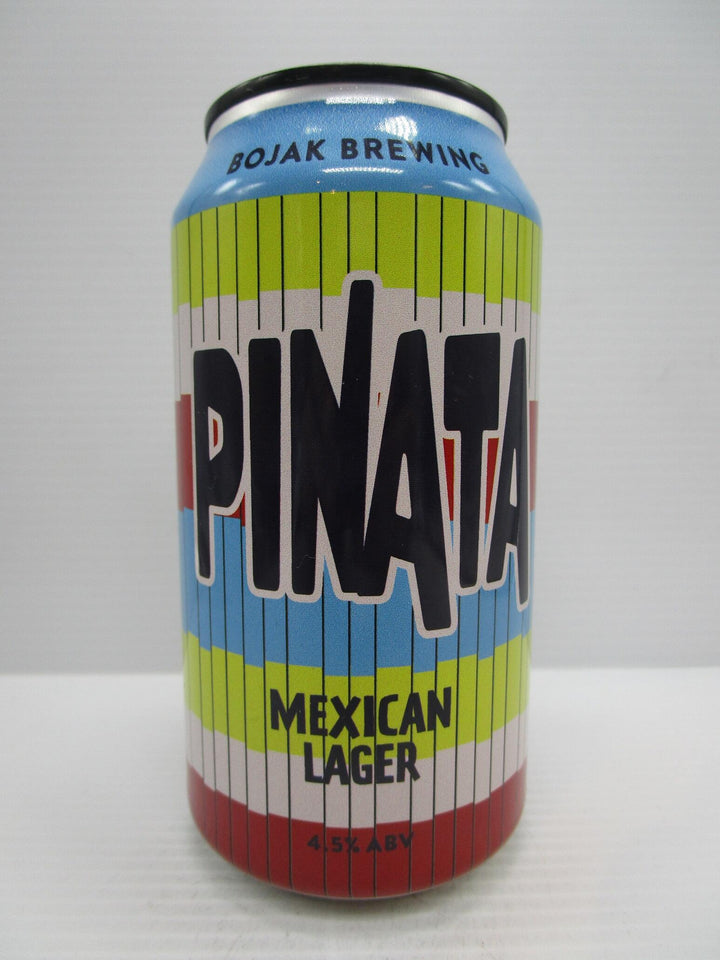 BOJAK BREWING
PINATA
MEXICAN
LAGER
4.5% ABV